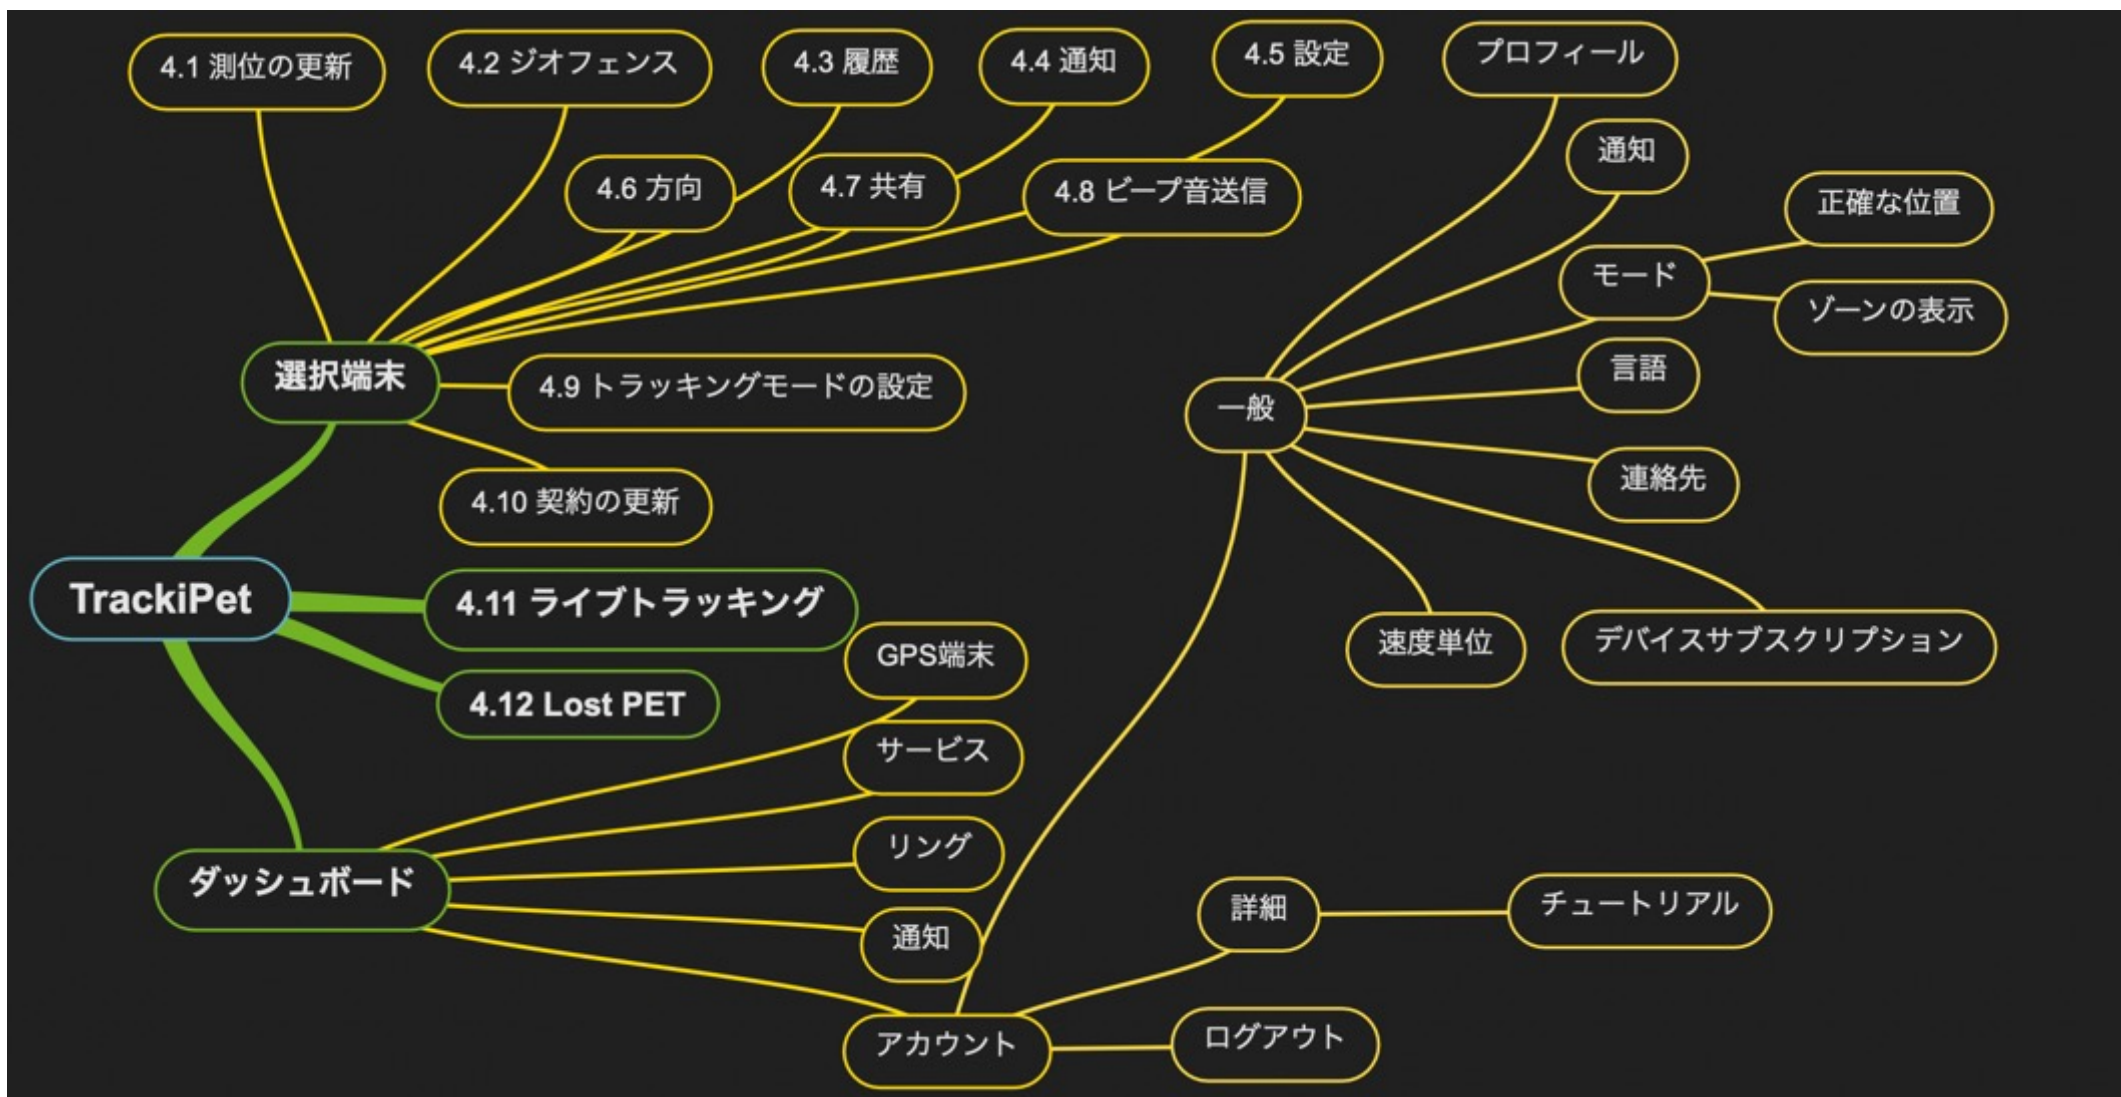 4.1 測位の更新
4.2 ジオフェンス
4.3 履歴
4.4 通知
4.5 設定
4.6 方向
4.7 共有
4.8 ビープ音送信
選択端末
4.9 トラッキングモードの設定
4.10 契約の更新
TrackiPet
4.11 ライブトラッキング
4.12 Lost PET
ダッシュボード
GPS端末
サービス
リング
通知
アカウント
一般
プロフィール
通知
モード
正確な位置
ゾーンの表示
言語
連絡先
デバイスサブスクリプション
速度単位
詳細
チュートリアル
ログアウト